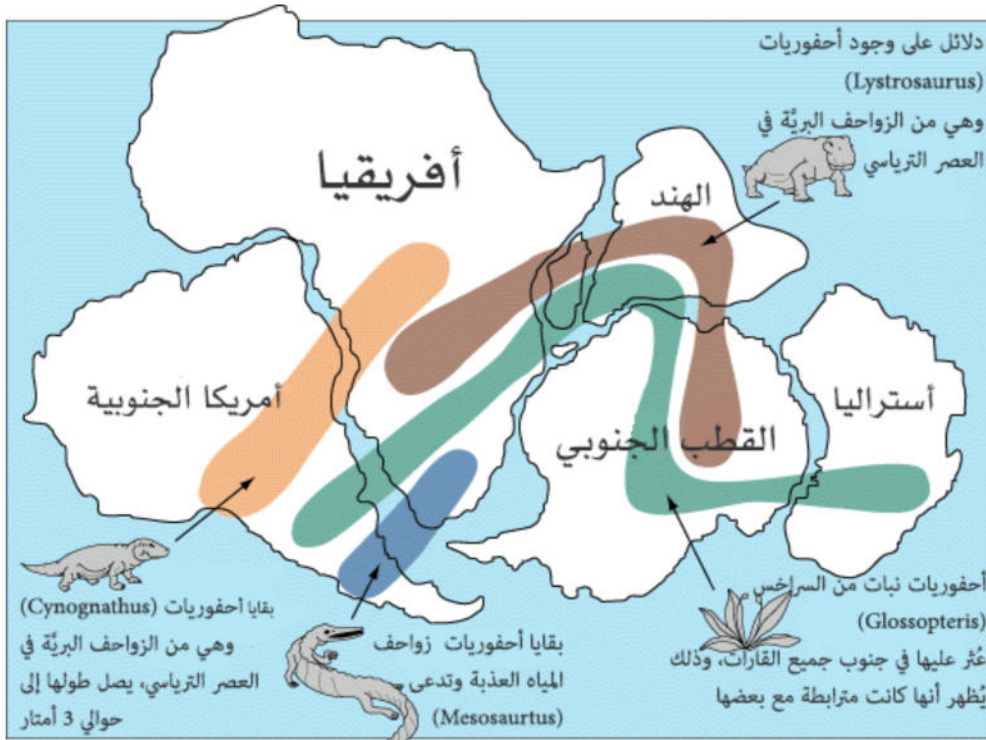 دلائل على وجود أحفوريات
(Lystrosaurus)
وهي من الزواحف البريَّة في
العصر الترياسي
أفريقيا
الهند
أمريكا الجنوبية
القطب الجنوبي
أستراليا
بقايا أحفوريات (Cynognathus)
وهي من الزواحف البريَّة في
العصر الترياسي، يصل طولها إلى
حوالي 3 أمتار
بقايا أحفوريات زواحف
المياه العذبة وتدعى
(Mesosaurtus)
أحفوريات نبات من السراخس
(Glossopteris)
عُثر عليها في جنوب جميع القارات، وذلك
يُظهر أنها كانت مترابطة مع بعضها